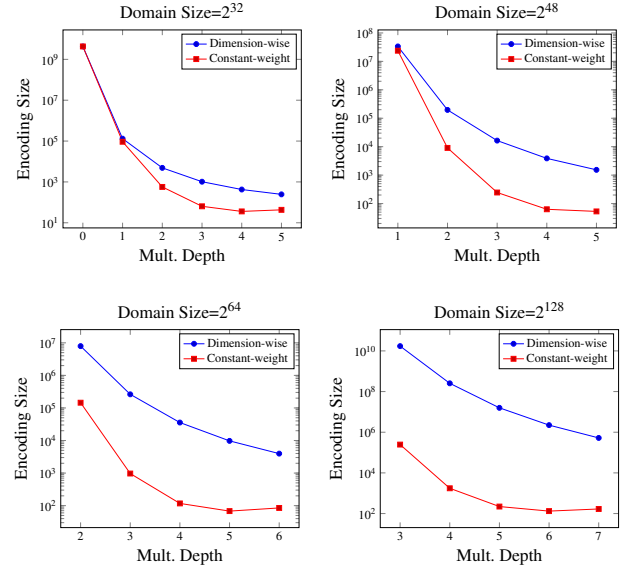 Domain Size=2^32
Encoding Size
10^9
10^7
10^5
10^3
10^1
Dimension-wise
Constant-weight
0 1 2 3 4 5
Mult. Depth
Domain Size=2^48
Encoding Size
10^8
10^7
10^6
10^5
10^4
10^3
10^2
Dimension-wise
Constant-weight
1 2 3 4 5
Mult. Depth
Domain Size=2^64
Encoding Size
10^7
10^6
10^5
10^4
10^3
10^2
Dimension-wise
Constant-weight
2 3 4 5 6
Mult. Depth
Domain Size=2^128
Encoding Size
10^10
10^8
10^6
10^4
10^2
Dimension-wise
Constant-weight
3 4 5 6 7
Mult. Depth